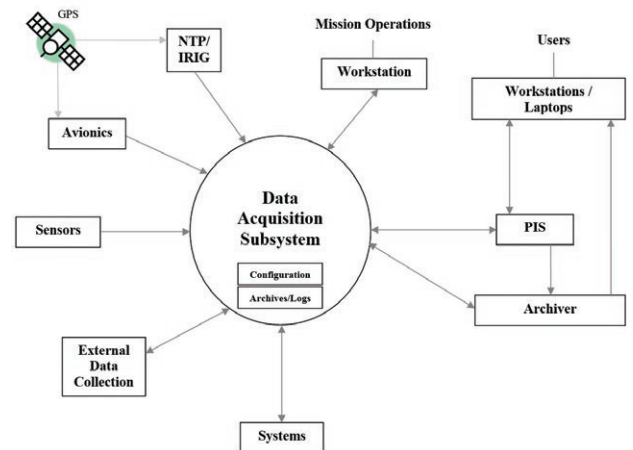 GPS
NTP/
IRIG
Mission Operations
Workstation
Users
Workstations /
Laptops
Avionics
Data
Acquisition
Subsystem
Sensors
PIS
Configuration
Archives/Logs
Archiver
External
Data
Collection
Systems